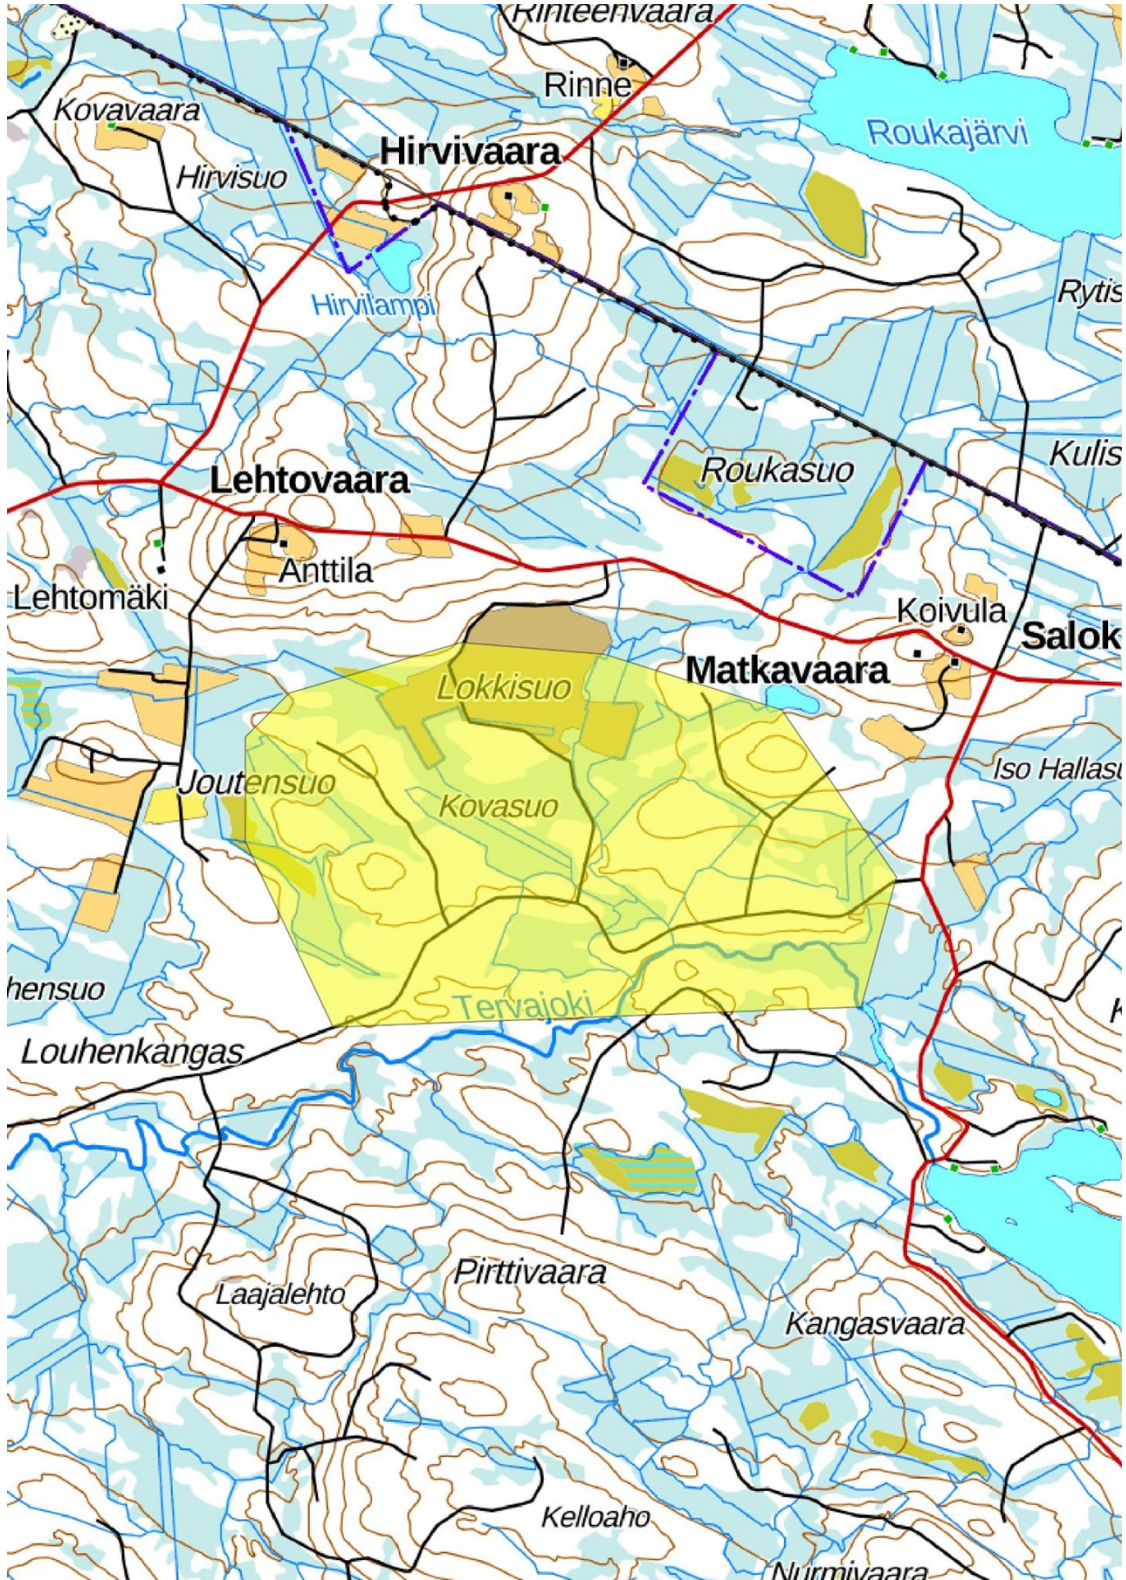 Rinteenvaara
Rinne
Kovavaara
Roukajärvi
Hirvivaara
Hirvisuo
Rytis
Hirvilampi
Kulis
Roukasuo
Lehtovaara
Anttila
Lehtomäki
Koivula
Salok
Matkavaara
Lokkisuo
Iso Hallasu
Joutensuo
Kovasuo
hensuo
Tervajoki
K
Louhenkangas
Pirttivaara
Laajalehto
Kangasvaara
Kelloaho
Nurmivaara